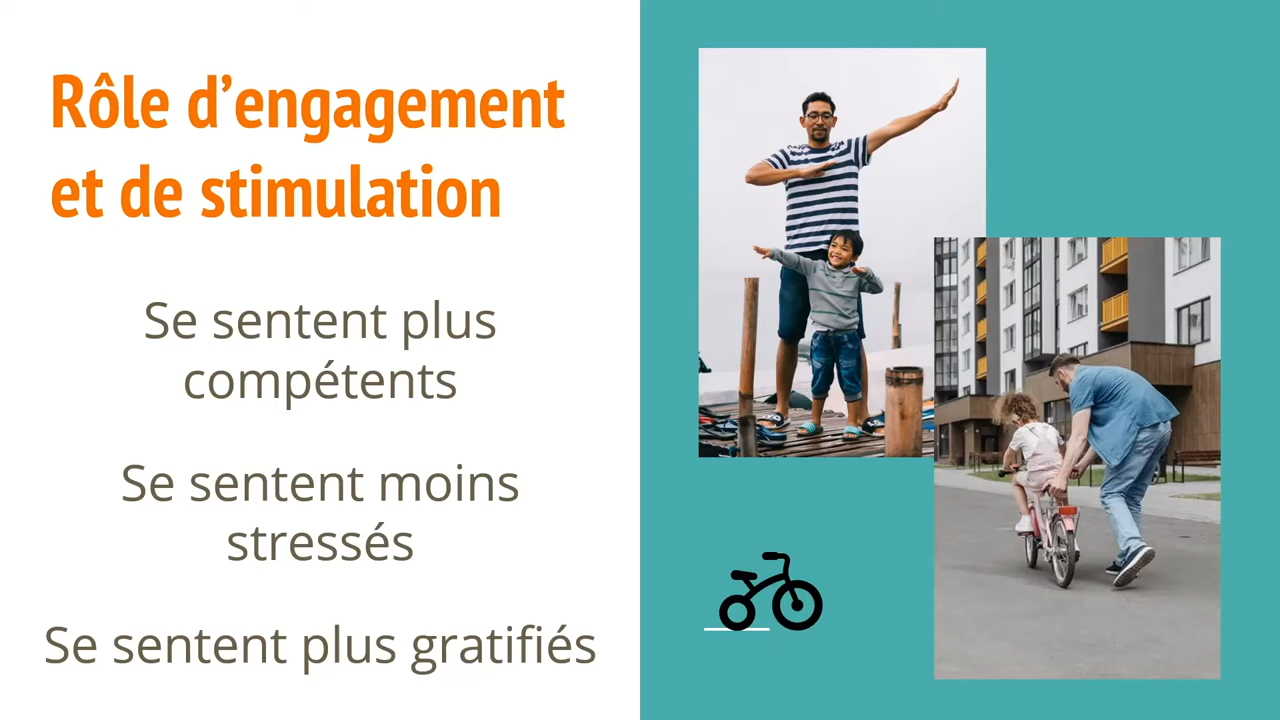 Rôle d’engagement
et de stimulation
Se sentent plus
compétents
Se sentent moins
stressés
Se sentent plus gratifiés